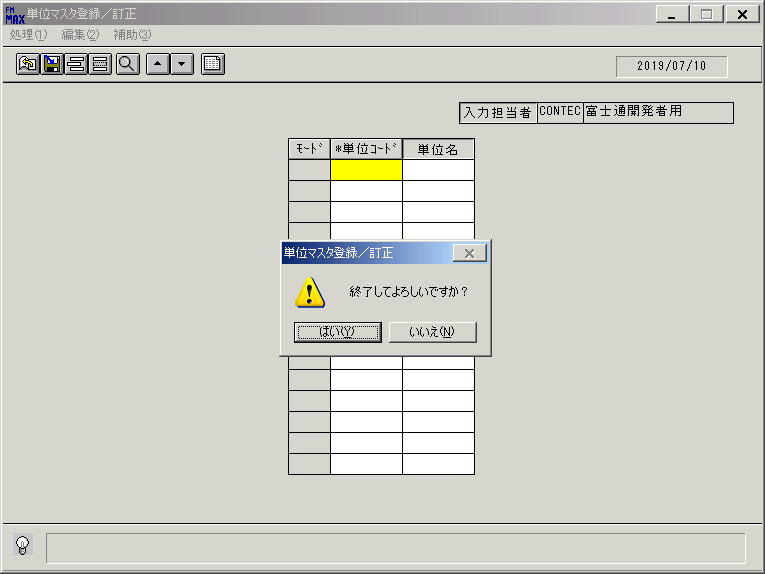 FM MAX 単位マスタ登録／訂正
処理(1) 編集(2) 補助(3)
2019/07/10
入力担当者 CONTEC 富士通開発者用
ﾓｰﾄﾞ *単位ｺｰﾄﾞ 単位名
単位マスタ登録／訂正
終了してよろしいですか？
はい(Y) いいえ(N)